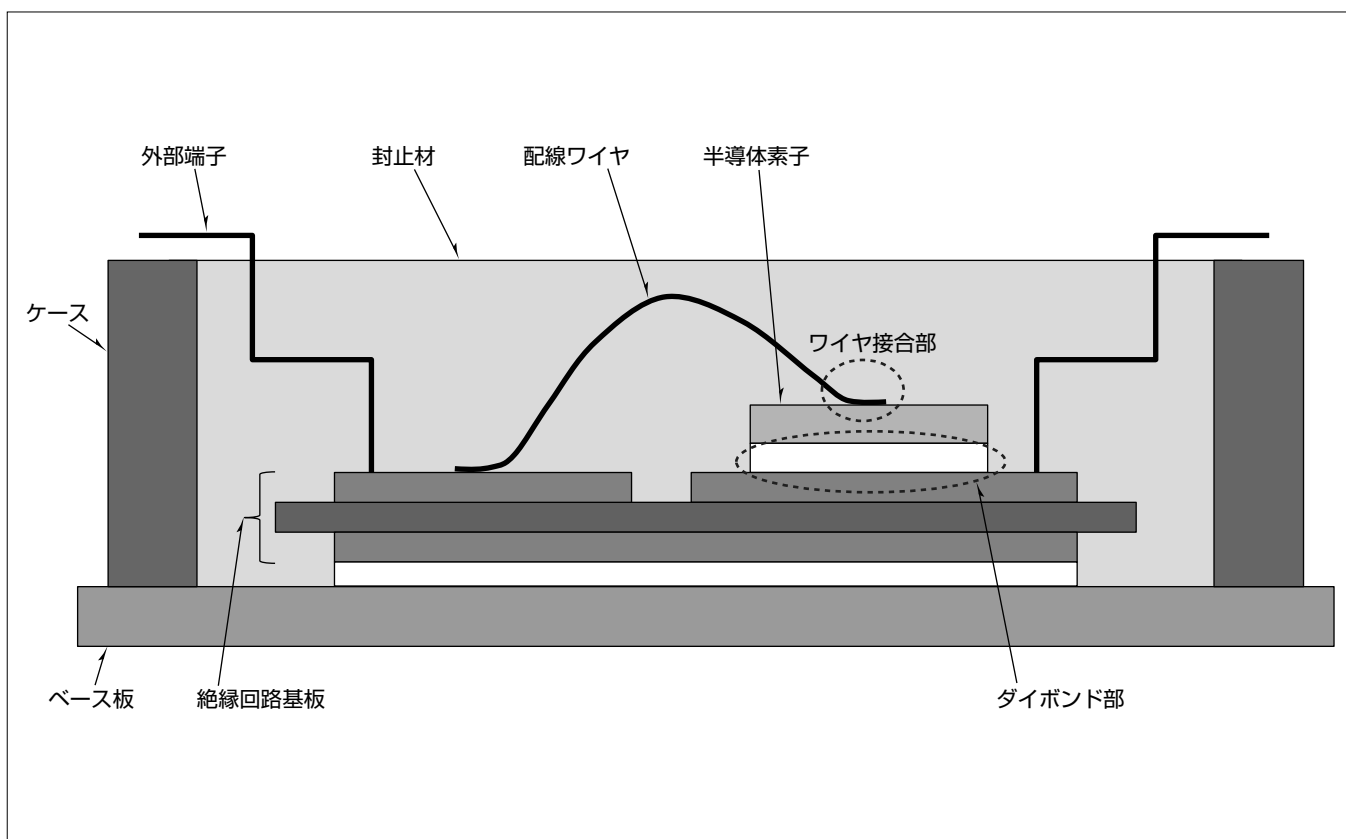 外部端子
封止材
配線ワイヤ
半導体素子
ケース
ワイヤ接合部
ベース板
絶縁回路基板
ダイボンド部